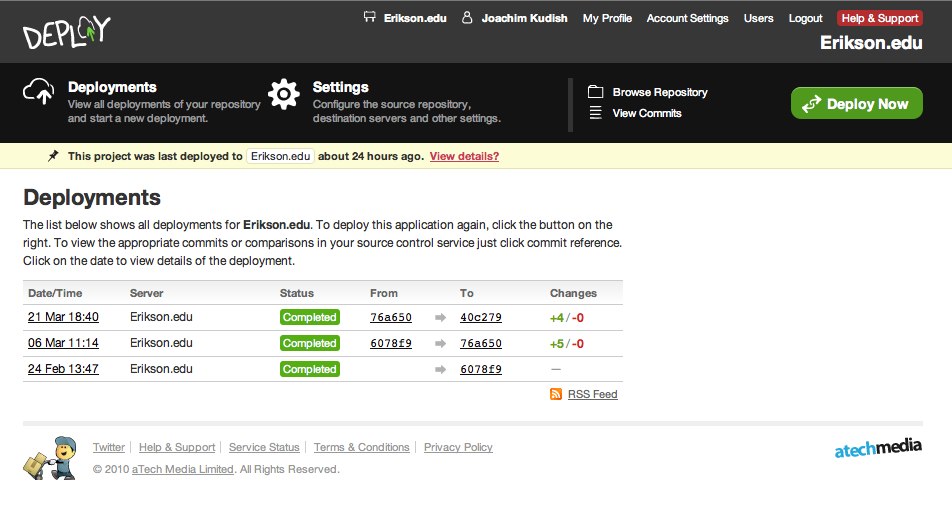 DEPLOY
Erikson.edu Joachim Kudish My Profile Account Settings Users Logout Help & Support
Erikson.edu
Deployments
View all deployments of your repository
and start a new deployment.
Settings
Configure the source repository,
destination servers and other settings.
Browse Repository
View Commits
Deploy Now
This project was last deployed to Erikson.edu about 24 hours ago. View details?
Deployments
The list below shows all deployments for Erikson.edu. To deploy this application again, click the button on the
right. To view the appropriate commits or comparisons in your source control service just click commit reference.
Click on the date to view details of the deployment.
Date/Time Server Status From To Changes
21 Mar 18:40 Erikson.edu Completed 76a650 40c279 +4 / -0
06 Mar 11:14 Erikson.edu Completed 6078f9 76a650 +5 / -0
24 Feb 13:47 Erikson.edu Completed 6078f9 —
RSS Feed
Twitter Help & Support Service Status Terms & Conditions Privacy Policy
© 2010 aTech Media Limited. All Rights Reserved.
atechmedia